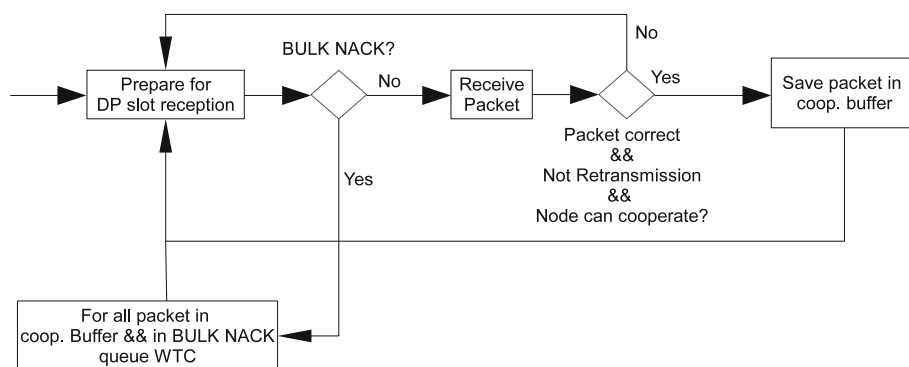 No
BULK NACK?
Prepare for
DP slot reception
No
Receive
Packet
Yes
Save packet in
coop. buffer
Packet correct
&&
Not Retransmission
&&
Node can cooperate?
Yes
For all packet in
coop. Buffer && in BULK NACK
queue WTC